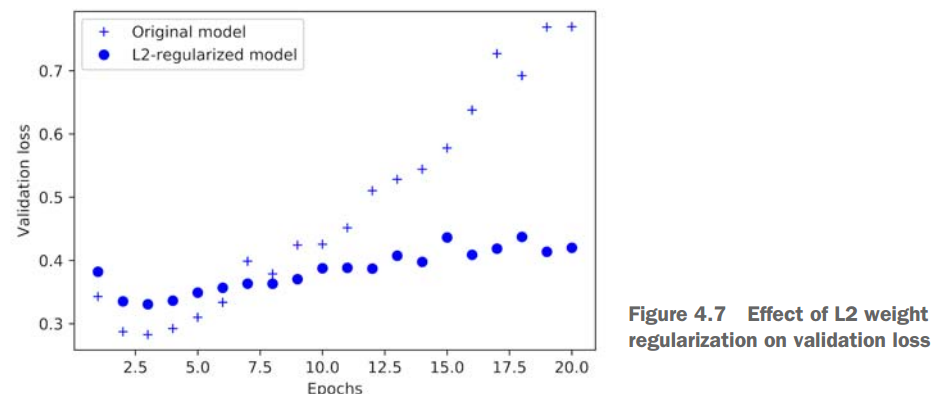 Original model
L2-regularized model
0.7
0.6
0.5
0.4
0.3
Validation loss
2.5 5.0 7.5 10.0 12.5 15.0 17.5 20.0
Epochs
Figure 4.7 Effect of L2 weight
regularization on validation loss